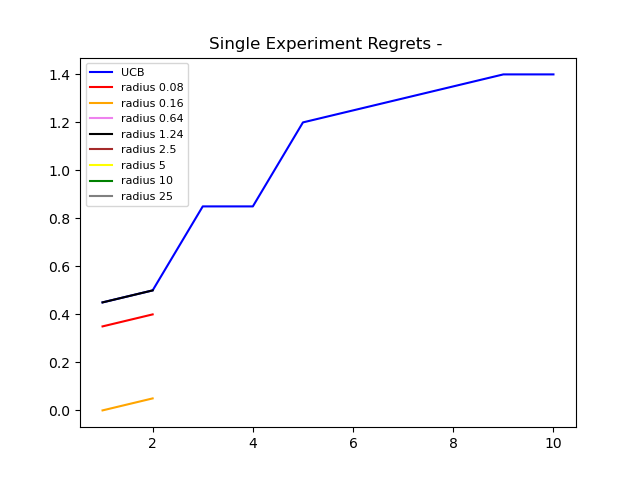 Single Experiment Regrets -
1.4
1.2
1.0
0.8
0.6
0.4
0.2
0.0
UCB
radius 0.08
radius 0.16
radius 0.64
radius 1.24
radius 2.5
radius 5
radius 10
radius 25
2 4 6 8 10